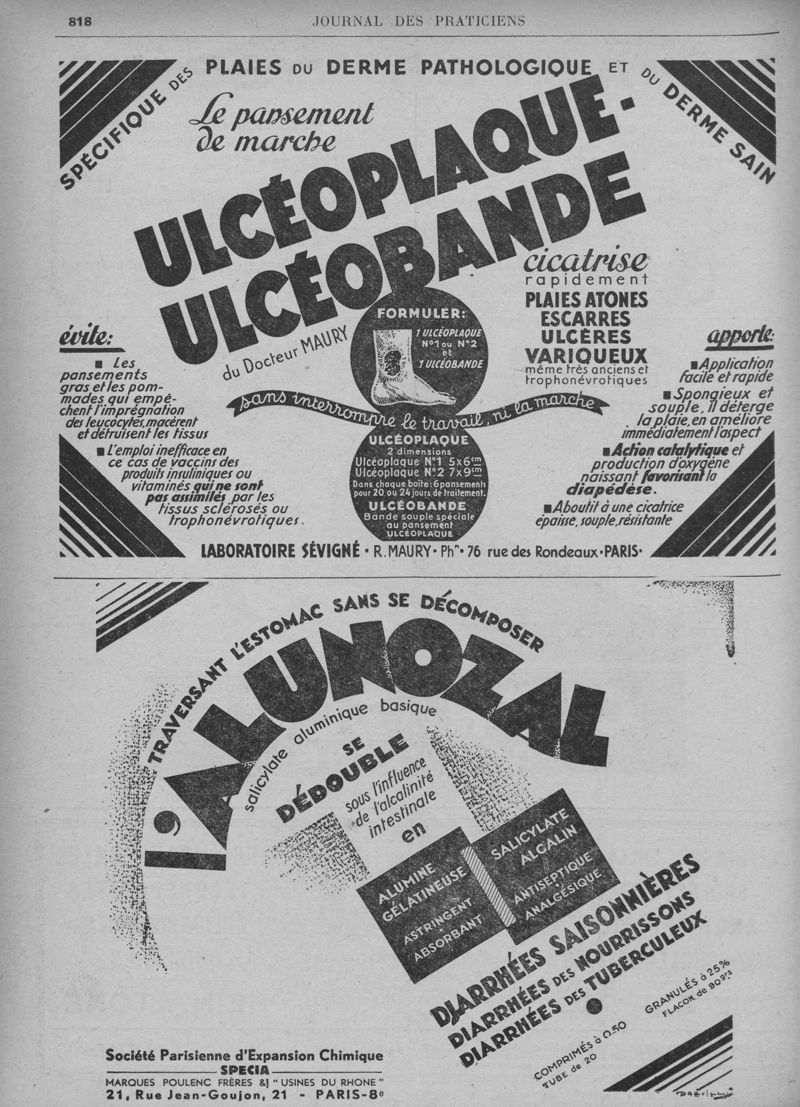 818
JOURNAL DES PRATICIENS
SPÉCIFIQUE DES PLAIES DU DERME PATHOLOGIQUE ET DU DERME SAIN
Le pansement
de marche
ULCÉOPLAQUE-
ULCÉOBANDE
du Docteur MAURY
cicatrise
rapidement
PLAIES ATONES
ESCARRES
ULCÈRES
VARIQUEUX
même très anciens et
trophonévrotiques
FORMULER:
1 ULCÉOPLAQUE
N°1 ou N°2
et
1 ULCÉOBANDE
sans interrompre le travail, ni la marche
évite:
Les
pansements
gras et les pom-
mades qui empê-
chent l'imprégnation
des leucocytes, macèrent
et détruisent les tissus
L'emploi inefficace en
ce cas de vaccins des
produits insuliniques ou
vitaminés qui ne sont
pas assimilés par les
tissus sclérosés ou
trophonévrotiques.
ULCÉOPLAQUE
2 dimensions
Ulcéoplaque N°1 5x6cm
Ulcéoplaque N°2 7x9cm
Dans chaque boîte: 6 pansements
pour 20 ou 24 jours de traitement.
ULCÉOBANDE
Bande souple spéciale
au pansement
ULCÉOPLAQUE
apporte:
Application
facile et rapide
Spongieux et
souple, il déterge
la plaie, en améliore
immédiatement l'aspect
Action catalytique et
production d'oxygène
naissant favorisant la
diapédèse.
Aboutit à une cicatrice
épaisse, souple, résistante
LABORATOIRE SÉVIGNÉ • R. MAURY • Phn • 76 rue des Rondeaux • PARIS •
TRAVERSANT L'ESTOMAC SANS SE DÉCOMPOSER
l'ALUNOZAL
salicylate aluminique basique
SE
DÉDOUBLE
sous l'influence
de l'alcalinité
intestinale
en
ALUMINE
GÉLATINEUSE
ASTRINGENT
ABSORBANT
SALICYLATE
ALCALIN
ANTISEPTIQUE
ANALGÉSIQUE
DIARRHÉES SAISONNIÈRES
DIARRHÉES DES NOURRISSONS
DIARRHÉES DES TUBERCULEUX
COMPRIMÉS à 0.50
TUBE de 20
GRANULÉS à 25%
FLACON de 90grs
Société Parisienne d'Expansion Chimique
SPECIA
MARQUES POULENC FRÈRES & "USINES DU RHONE"
21, Rue Jean-Goujon, 21 - PARIS-8e